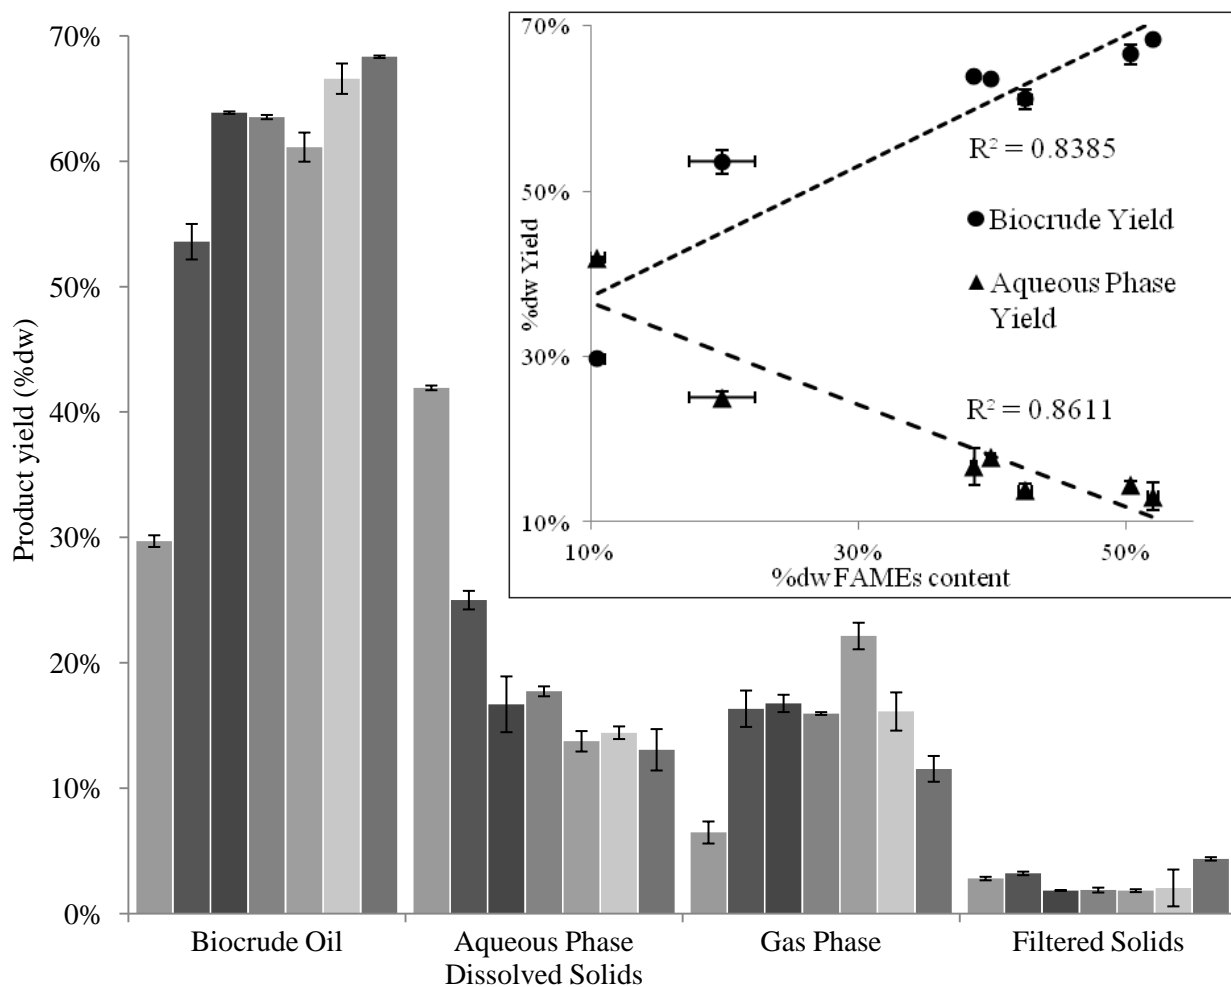 70%
60%
50%
40%
30%
20%
10%
0%
Product yield (%dw)
Biocrude Oil
Aqueous Phase
Dissolved Solids
Gas Phase
Filtered Solids
70%
50%
30%
10%
%dw Yield
10%
30%
50%
%dw FAMEs content
R² = 0.8385
Biocrude Yield
Aqueous Phase
Yield
R² = 0.8611